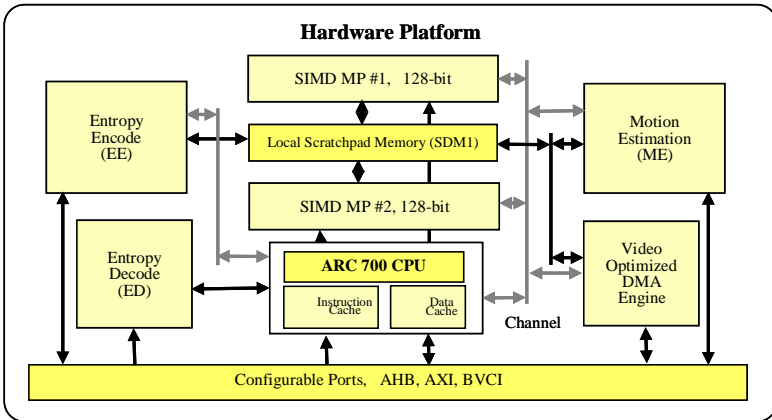 Hardware Platform
SIMD MP #1, 128-bit
Entropy
Encode
(EE)
Local Scratchpad Memory (SDM1)
Motion
Estimation
(ME)
SIMD MP #2, 128-bit
Entropy
Decode
(ED)
ARC 700 CPU
Instruction
Cache
Data
Cache
Channel
Video
Optimized
DMA
Engine
Configurable Ports, AHB, AXI, BVCI